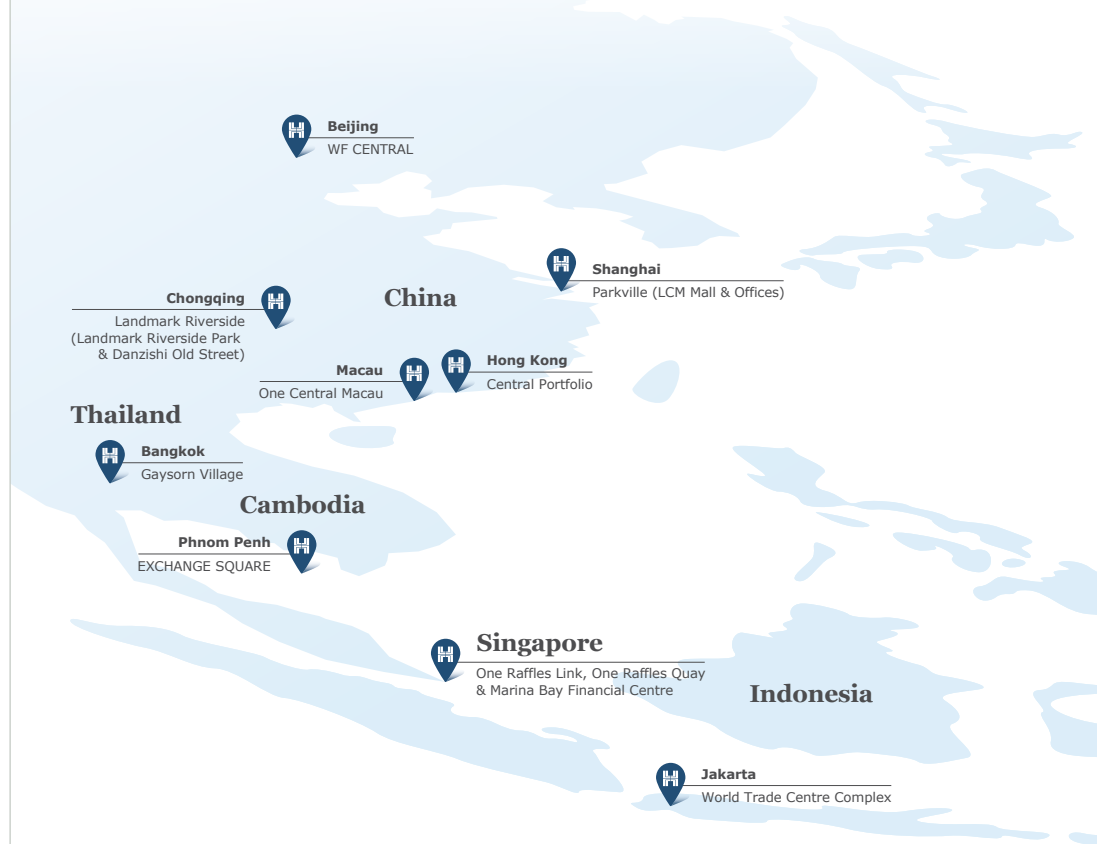 Beijing
WF CENTRAL
Shanghai
Parkville (LCM Mall & Offices)
China
Chongqing
Landmark Riverside
(Landmark Riverside Park
& Danzishi Old Street)
Hong Kong
Central Portfolio
Macau
One Central Macau
Thailand
Bangkok
Gaysorn Village
Cambodia
Phnom Penh
EXCHANGE SQUARE
Singapore
One Raffles Link, One Raffles Quay
& Marina Bay Financial Centre
Indonesia
Jakarta
World Trade Centre Complex